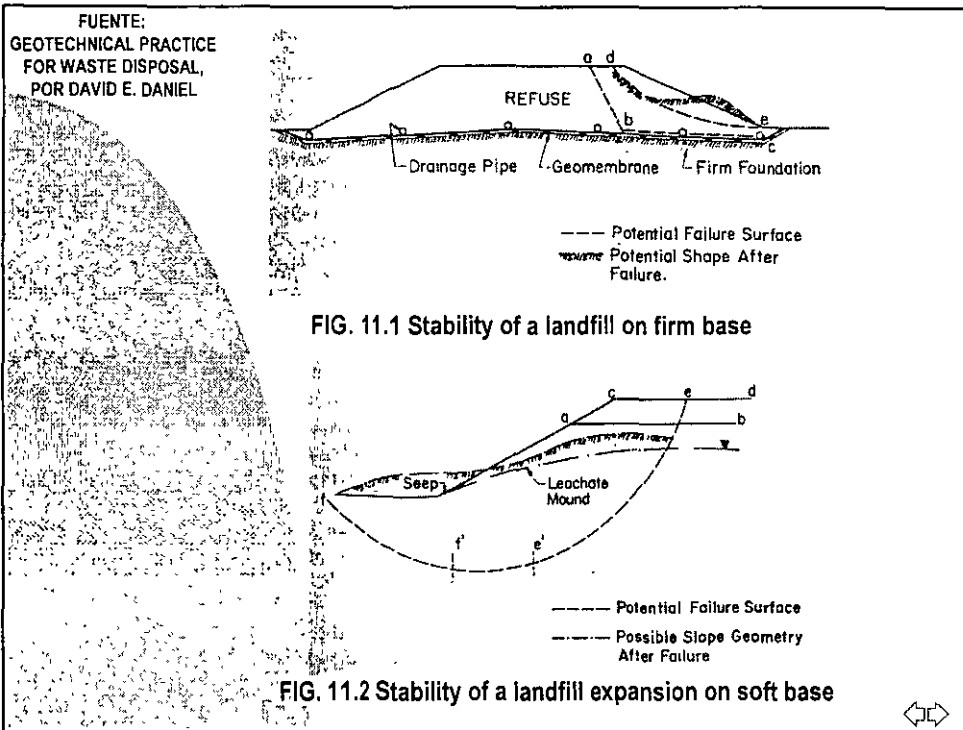 FUENTE:
GEOTECHNICAL PRACTICE
FOR WASTE DISPOSAL,
POR DAVID E. DANIEL
a d
REFUSE
b
e
c
Drainage Pipe
Geomembrane
Firm Foundation
Potential Failure Surface
Potential Shape After
Failure.
FIG. 11.1 Stability of a landfill on firm base
c e d
a b
Seep
Leachate
Mound
f
f' e'
Potential Failure Surface
Possible Slope Geometry
After Failure
FIG. 11.2 Stability of a landfill expansion on soft base